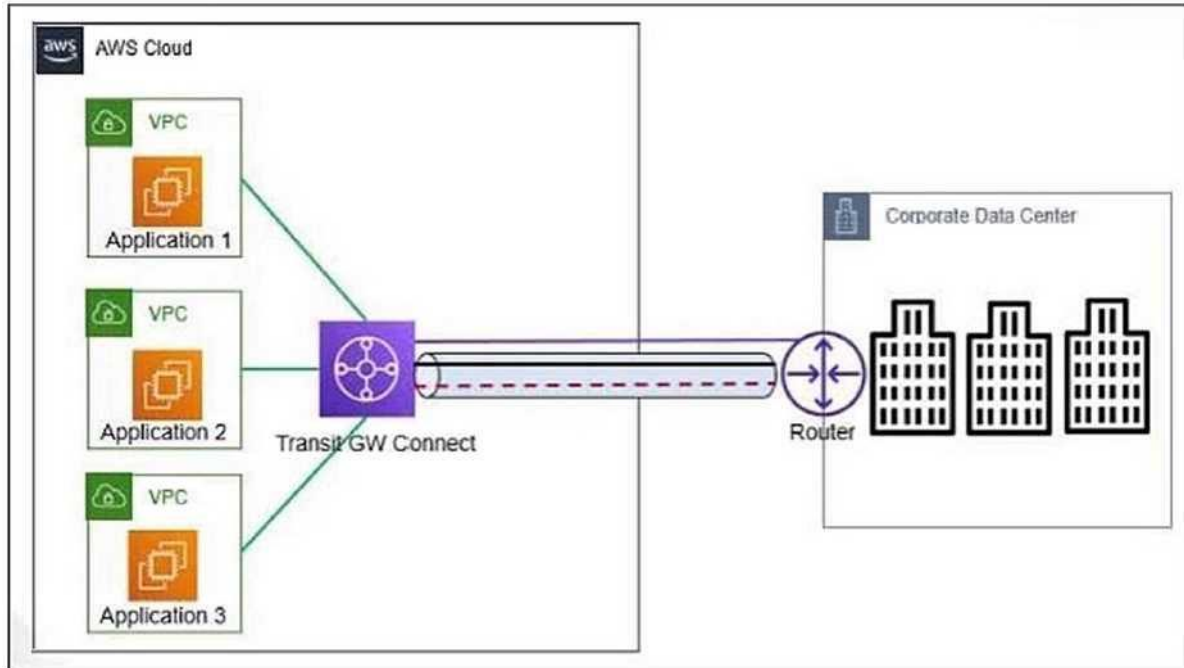 aws
AWS Cloud
VPC
Application 1
VPC
Application 2
VPC
Application 3
Transit GW Connect
Router
Corporate Data Center